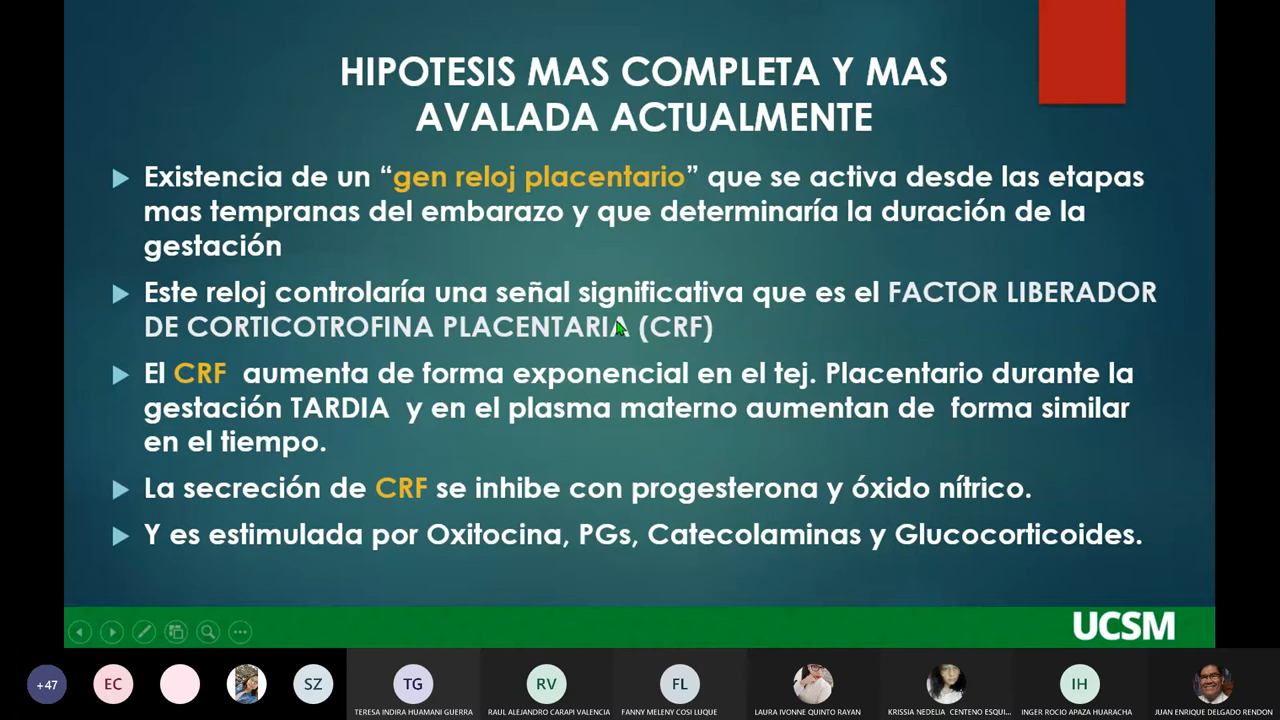 HIPOTESIS MAS COMPLETA Y MAS
AVALADA ACTUALMENTE
Existencia de un “gen reloj placentario” que se activa desde las etapas
mas tempranas del embarazo y que determinaría la duración de la
gestación
Este reloj controlaría una señal significativa que es el FACTOR LIBERADOR
DE CORTICOTROFINA PLACENTARIA (CRF)
El CRF aumenta de forma exponencial en el tej. Placentario durante la
gestación TARDIA y en el plasma materno aumentan de forma similar
en el tiempo.
La secreción de CRF se inhibe con progesterona y óxido nítrico.
Y es estimulada por Oxitocina, PGs, Catecolaminas y Glucocorticoides.
UCSM
+47
EC
SZ
TG
RV
FL
IH
TERESA INDIRA HUAMANI GUERRA
RAUL ALEJANDRO CARAPI VALENCIA
FANNY MELENY COSI LUQUE
LAURA IVONNE QUINTO RAYAN
KRISSIA NEDELIA CENTENO ESQUI...
INGER ROCIO APAZA HUARACHA
JUAN ENRIQUE DELGADO RENDON